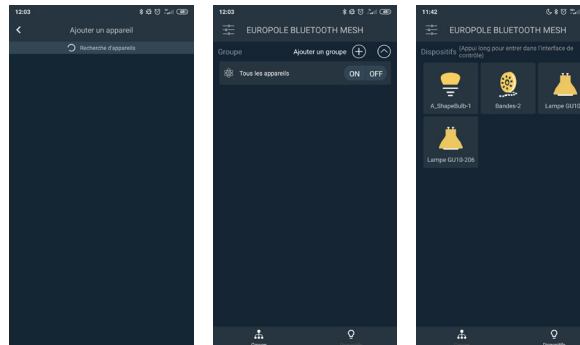 12:03
Ajouter un appareil
Recherche d'appareils
12:03
EUROPOLE BLUETOOTH MESH
Groupe Ajouter un groupe
Tous les appareils ON OFF
11:42
EUROPOLE BLUETOOTH MESH
Dispositifs (Appui long pour entrer dans l'interface de contrôle)
A_ShapeBulb-1 Bandes-2 Lampe GU10
Lampe GU10-206